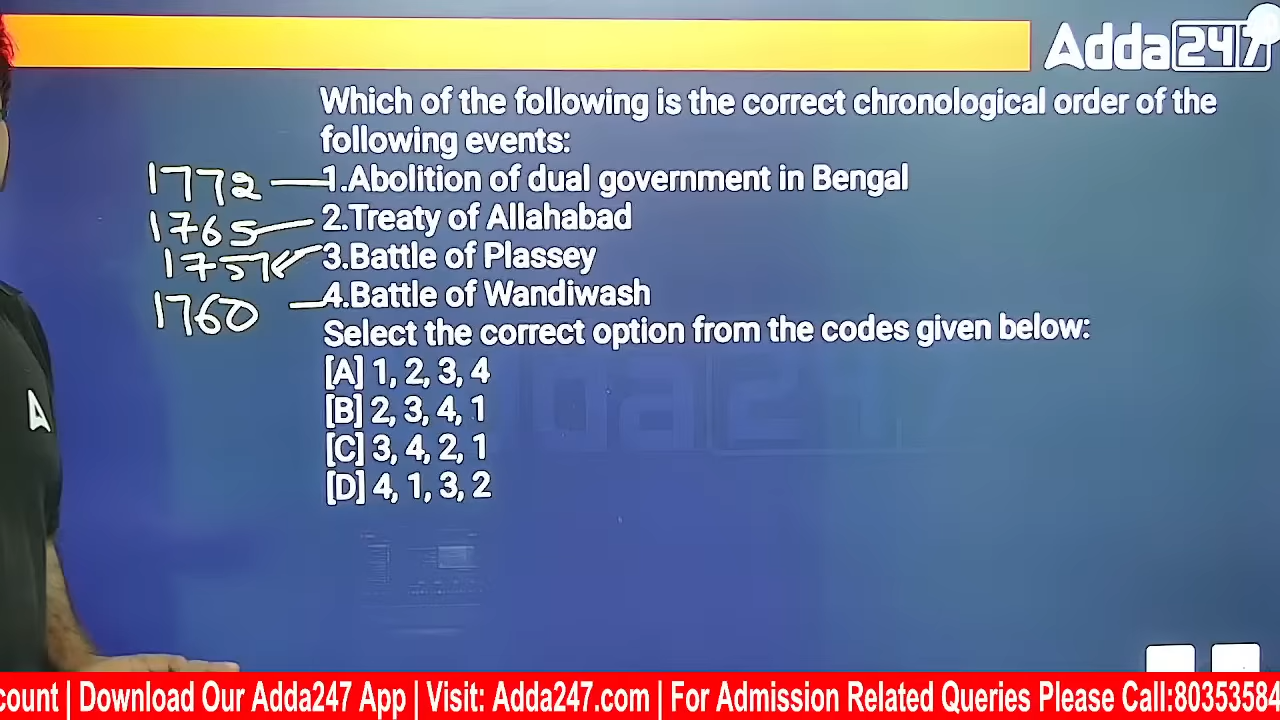 Adda247
Which of the following is the correct chronological order of the
following events:
1772 — 1.Abolition of dual government in Bengal
1765 — 2.Treaty of Allahabad
1757 3.Battle of Plassey
1760 — 4.Battle of Wandiwash
Select the correct option from the codes given below:
[A] 1, 2, 3, 4
[B] 2, 3, 4, 1
[C] 3, 4, 2, 1
[D] 4, 1, 3, 2
count | Download Our Adda247 App | Visit: Adda247.com | For Admission Related Queries Please Call:80353584